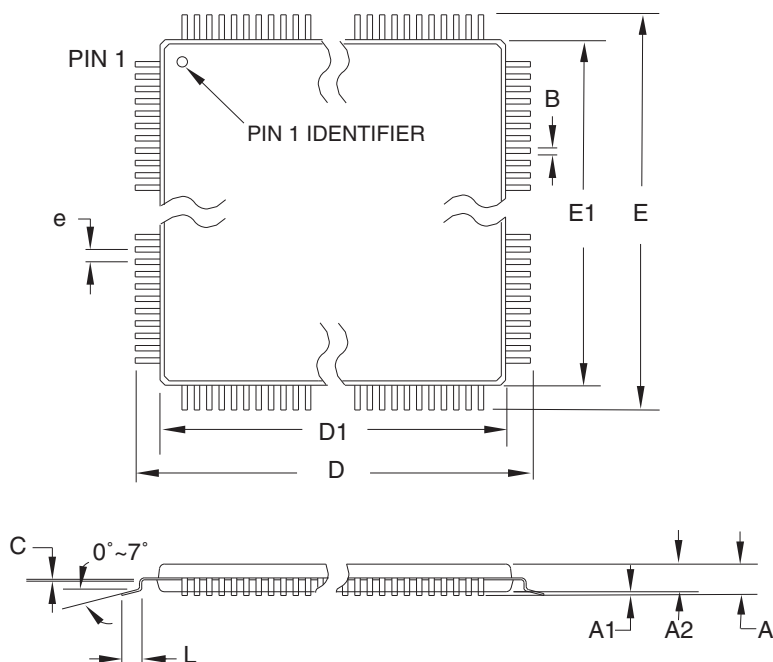 PIN 1
PIN 1 IDENTIFIER
B
e
E1
E
D1
D
C
0°~7°
L
A1
A2
A